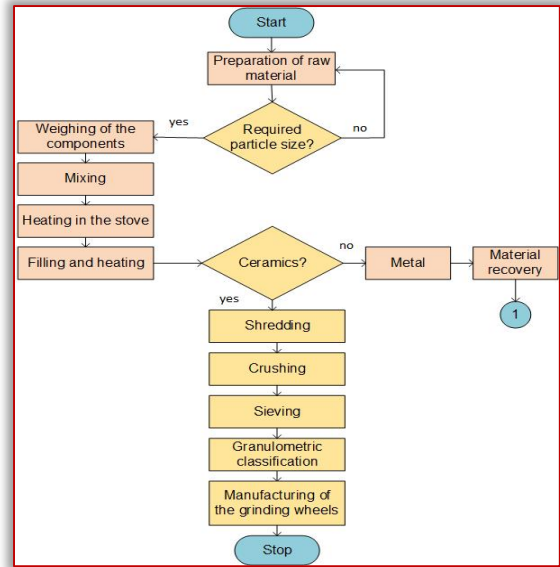 Start
Preparation of raw
material
Required
particle size?
yes
no
Weighing of the
components
Mixing
Heating in the stove
Filling and heating
Ceramics?
no
Metal
Material
recovery
1
yes
Shredding
Crushing
Sieving
Granulometric
classification
Manufacturing of
the grinding wheels
Stop